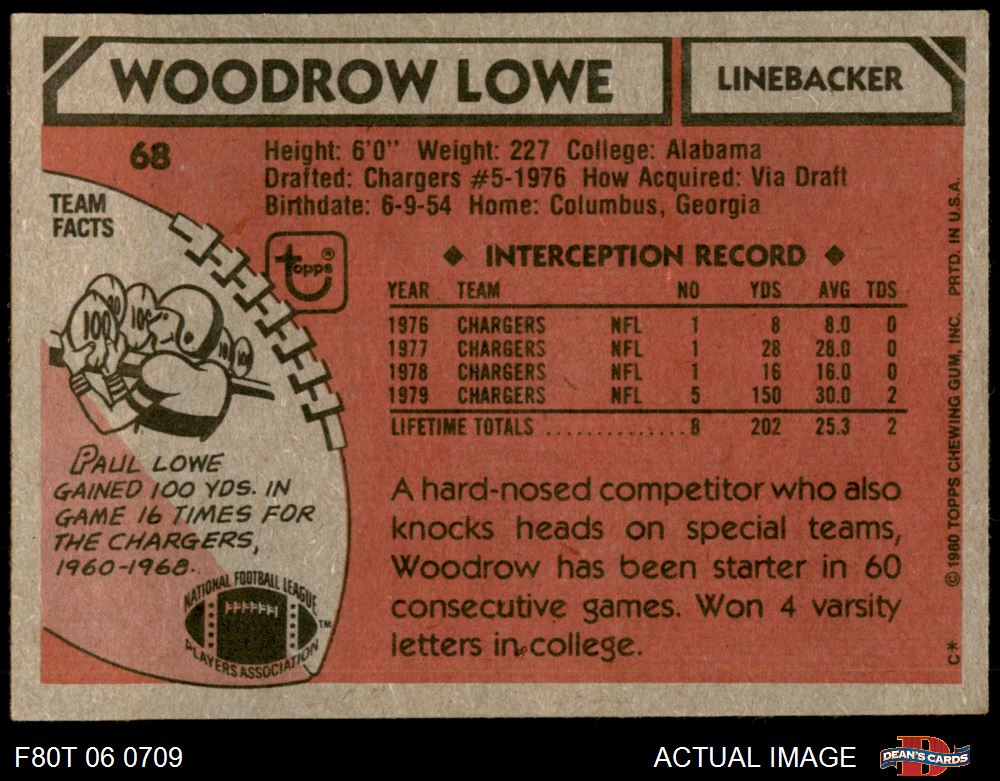 WOODROW LOWE
LINEBACKER
68
Height: 6'0" Weight: 227 College: Alabama
Drafted: Chargers #5-1976 How Acquired: Via Draft
Birthdate: 6-9-54 Home: Columbus, Georgia
TEAM
FACTS
topps®
◆ INTERCEPTION RECORD ◆
YEAR TEAM NO YDS AVG TDS
1976 CHARGERS NFL 1 8 8.0 0
1977 CHARGERS NFL 1 28 28.0 0
1978 CHARGERS NFL 1 16 16.0 0
1979 CHARGERS NFL 5 150 30.0 2
LIFETIME TOTALS ..............8 202 25.3 2
100
PAUL LOWE
GAINED 100 YDS. IN
GAME 16 TIMES FOR
THE CHARGERS,
1960-1968.
NATIONAL FOOTBALL LEAGUE
PLAYERS ASSOCIATION
TM
A hard-nosed competitor who also
knocks heads on special teams,
Woodrow has been starter in 60
consecutive games. Won 4 varsity
letters in college.
C* © 1980 TOPPS CHEWING GUM, INC. PRTD. IN U.S.A.
F80T 06 0709
ACTUAL IMAGE
DEAN'S CARDS